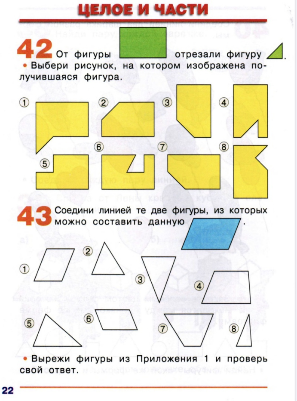 ЦЕЛОЕ И ЧАСТИ
42 От фигуры отрезали фигуру .
• Выбери рисунок, на котором изображена по-
лучившаяся фигура.
1 2 3 4
5 6 7 8
43 Соедини линией те две фигуры, из которых
можно составить данную .
1 2 3 4
5 6 7 8
• Вырежи фигуры из Приложения 1 и проверь
свой ответ.
22